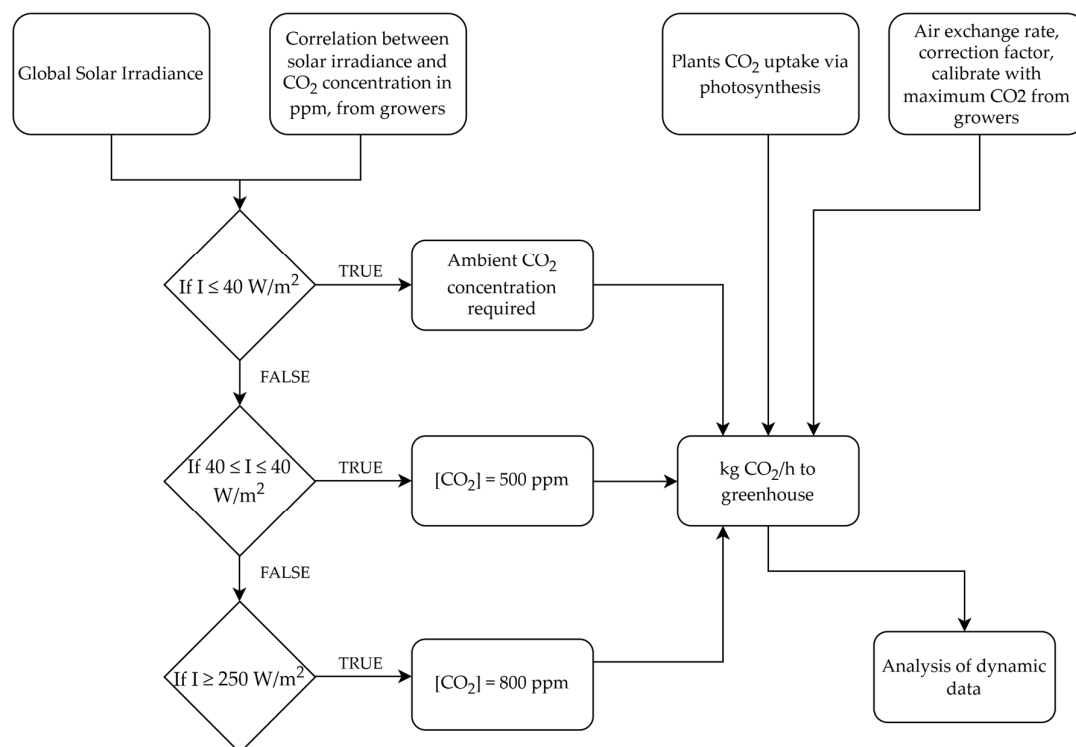 Global Solar Irradiance
Correlation between
solar irradiance and
CO₂ concentration in
ppm, from growers
Plants CO₂ uptake via
photosynthesis
Air exchange rate,
correction factor,
calibrate with
maximum CO2 from
growers
If I ≤ 40 W/m²
TRUE
Ambient CO₂
concentration
required
FALSE
If 40 ≤ I ≤ 40
W/m²
TRUE
[CO₂] = 500 ppm
kg CO₂/h to
greenhouse
FALSE
If I ≥ 250 W/m²
TRUE
[CO₂] = 800 ppm
Analysis of dynamic
data